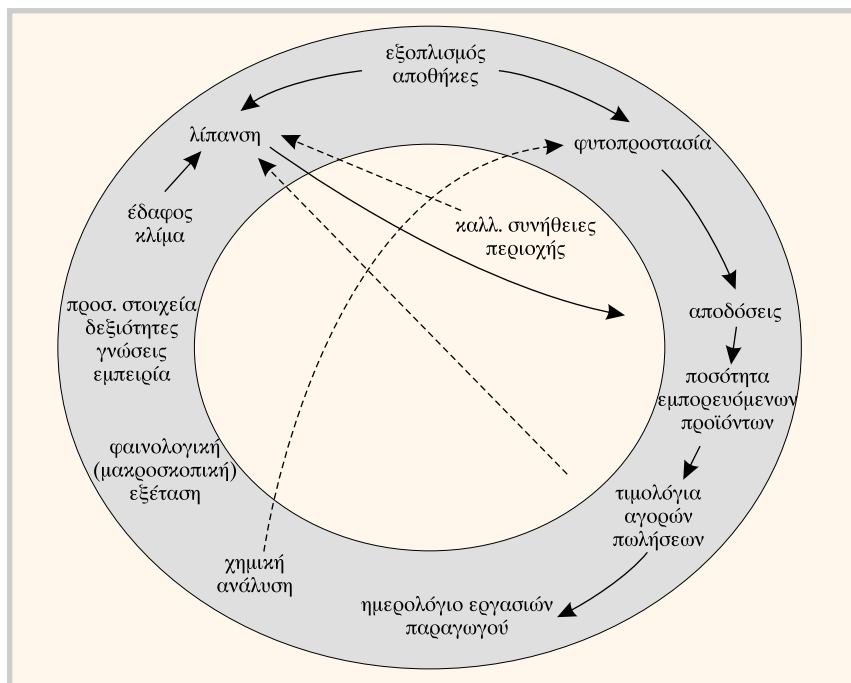 εξοπλισμός
αποθήκες
λίπανση
φυτοπροστασία
έδαφος
κλίμα
καλλ. συνήθειες
περιοχής
προσ. στοιχεία
δεξιότητες
γνώσεις
εμπειρία
αποδόσεις
ποσότητα
εμπορευόμενων
προϊόντων
φαινολογική
(μακροσκοπική)
εξέταση
τιμολόγια
αγορών
πωλήσεων
χημική
ανάλυση
ημερολόγιο εργασιών
παραγωγού